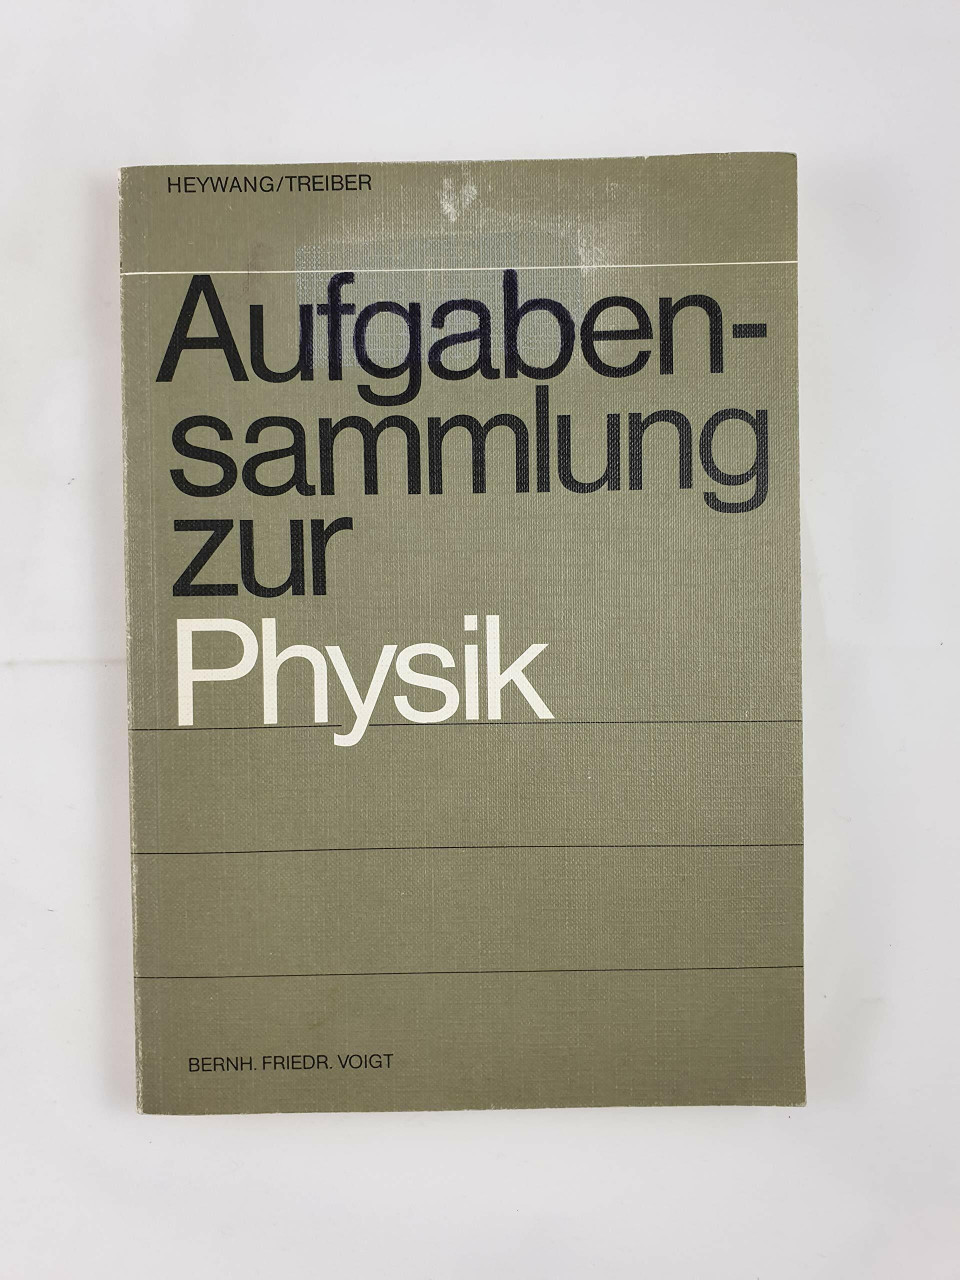 HEYWANG/TREIBER
Aufgaben-
sammlung
zur
Physik
BERNH. FRIEDR. VOIGT